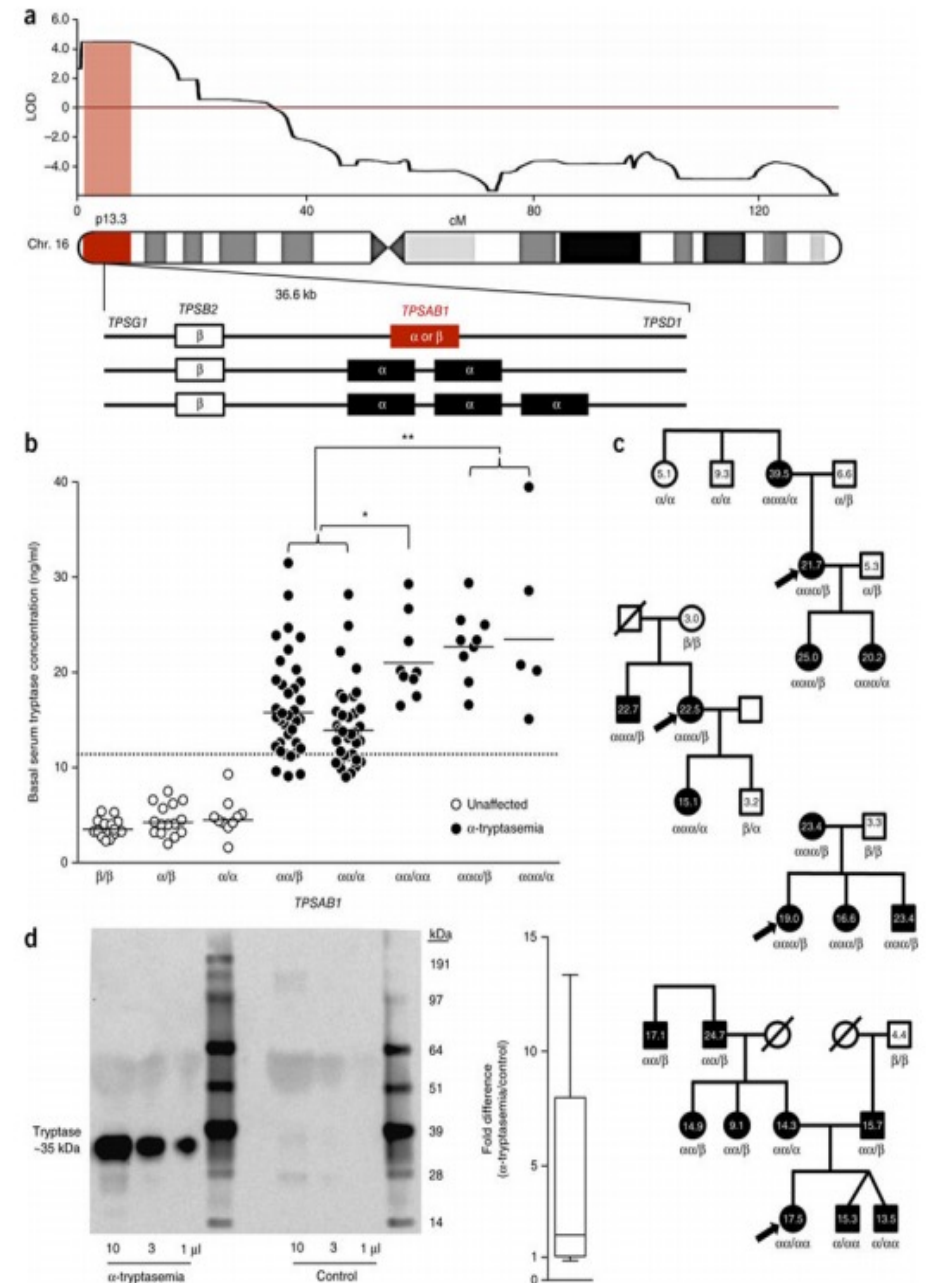 a
6.0
4.0
2.0
0
−2.0
−4.0
LOD
0 40 80 120
cM
p13.3
Chr. 16
36.6 kb
TPSG1 TPSB2 TPSAB1 TPSD1
β α or β
β α α
β α α α
b
**
*
40
30
20
10
0
Basal serum tryptase concentration (ng/ml)
Unaffected
α-tryptasemia
β/β α/β α/α αα/β αα/α αα/αα ααα/β ααα/α
TPSAB1
c
5.1 9.3 39.5 6.6
α/α α/α ααα/α α/β
21.7 5.3
ααα/β α/β
25.0 20.2
ααα/β ααα/α
3.0
β/β
22.7 22.5
ααα/β ααα/β
15.1 3.2
ααα/α β/α
23.4 3.3
ααα/β β/β
19.0 16.6 23.4
ααα/β ααα/β ααα/β
17.1 24.7 4.4
αα/β αα/β β/β
14.9 9.1 14.3 15.7
αα/β αα/β αα/α αα/β
17.5 15.3 13.5
αα/αα α/αα α/αα
d
kDa
191
97
64
51
39
28
14
Tryptase
~35 kDa
10 3 1 µl 10 3 1 µl
α-tryptasemia Control
15
10
5
1
0
Fold difference
(α-tryptasemia/control)